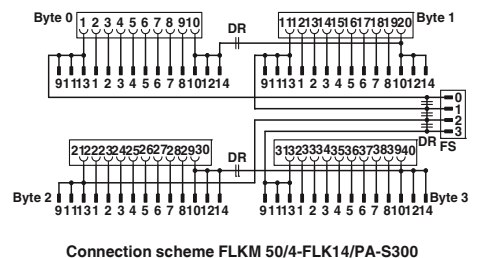 Byte 0 1 2 3 4 5 6 7 8 9 10 DR 11 12 13 14 15 16 17 18 19 20 Byte 1
9 11 13 1 2 3 4 5 6 7 8 10 12 14 9 11 13 1 2 3 4 5 6 7 8 10 12 14
0
1
2
3
DR FS
21 22 23 24 25 26 27 28 29 30 DR 31 32 33 34 35 36 37 38 39 40
Byte 2 9 11 13 1 2 3 4 5 6 7 8 10 12 14 9 11 13 1 2 3 4 5 6 7 8 10 12 14 Byte 3
Connection scheme FLKM 50/4-FLK14/PA-S300